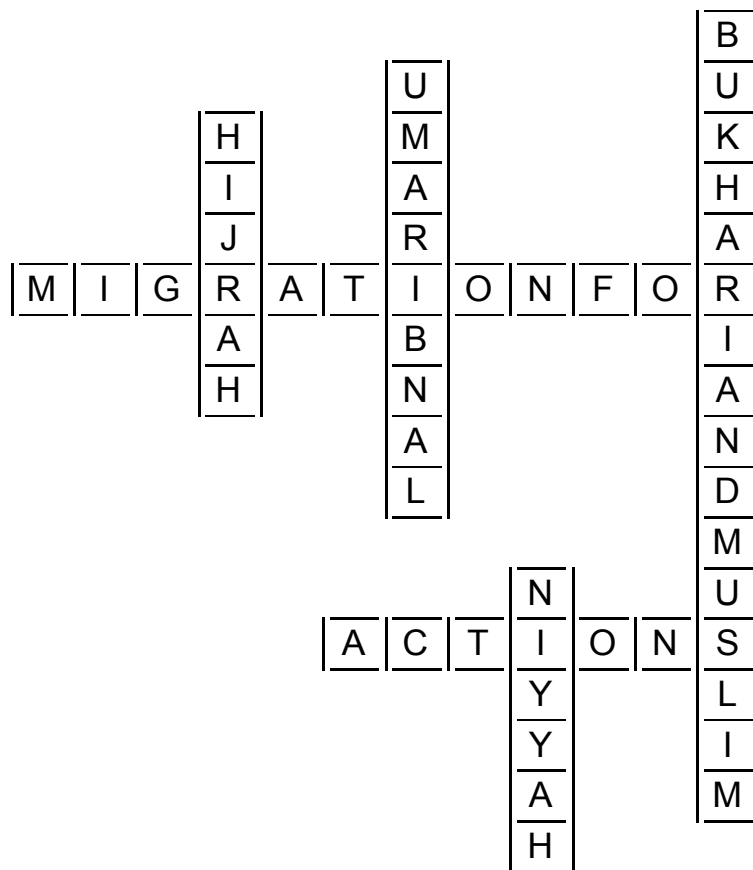 BUKHARIANDMUSLIM
UMARIBNAL
HIJRAH
MIGRATIONFOR
NIYYAH
ACTIONS